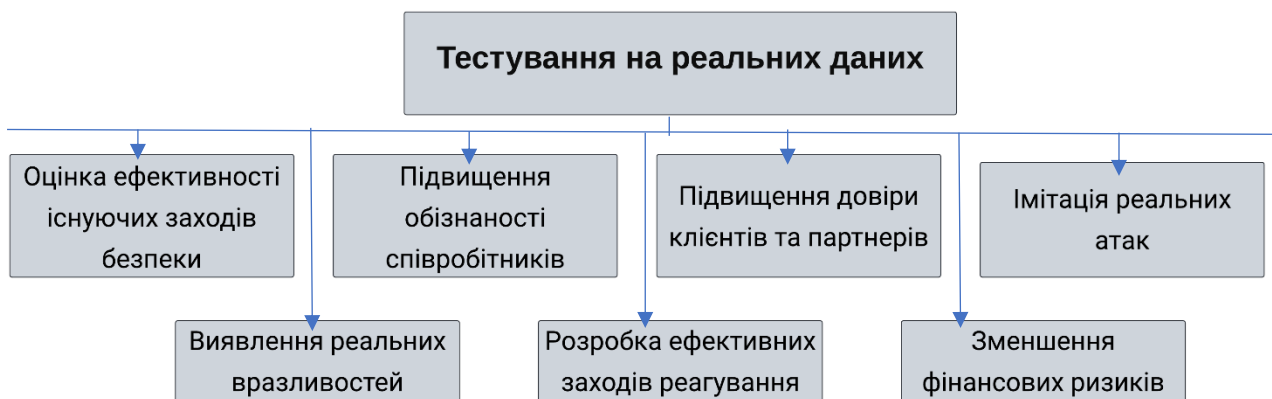 Тестування на реальних даних
Оцінка ефективності
існуючих заходів
безпеки
Підвищення
обізнаності
співробітників
Підвищення довіри
клієнтів та партнерів
Імітація реальних
атак
Виявлення реальних
вразливостей
Розробка ефективних
заходів реагування
Зменшення
фінансових ризиків